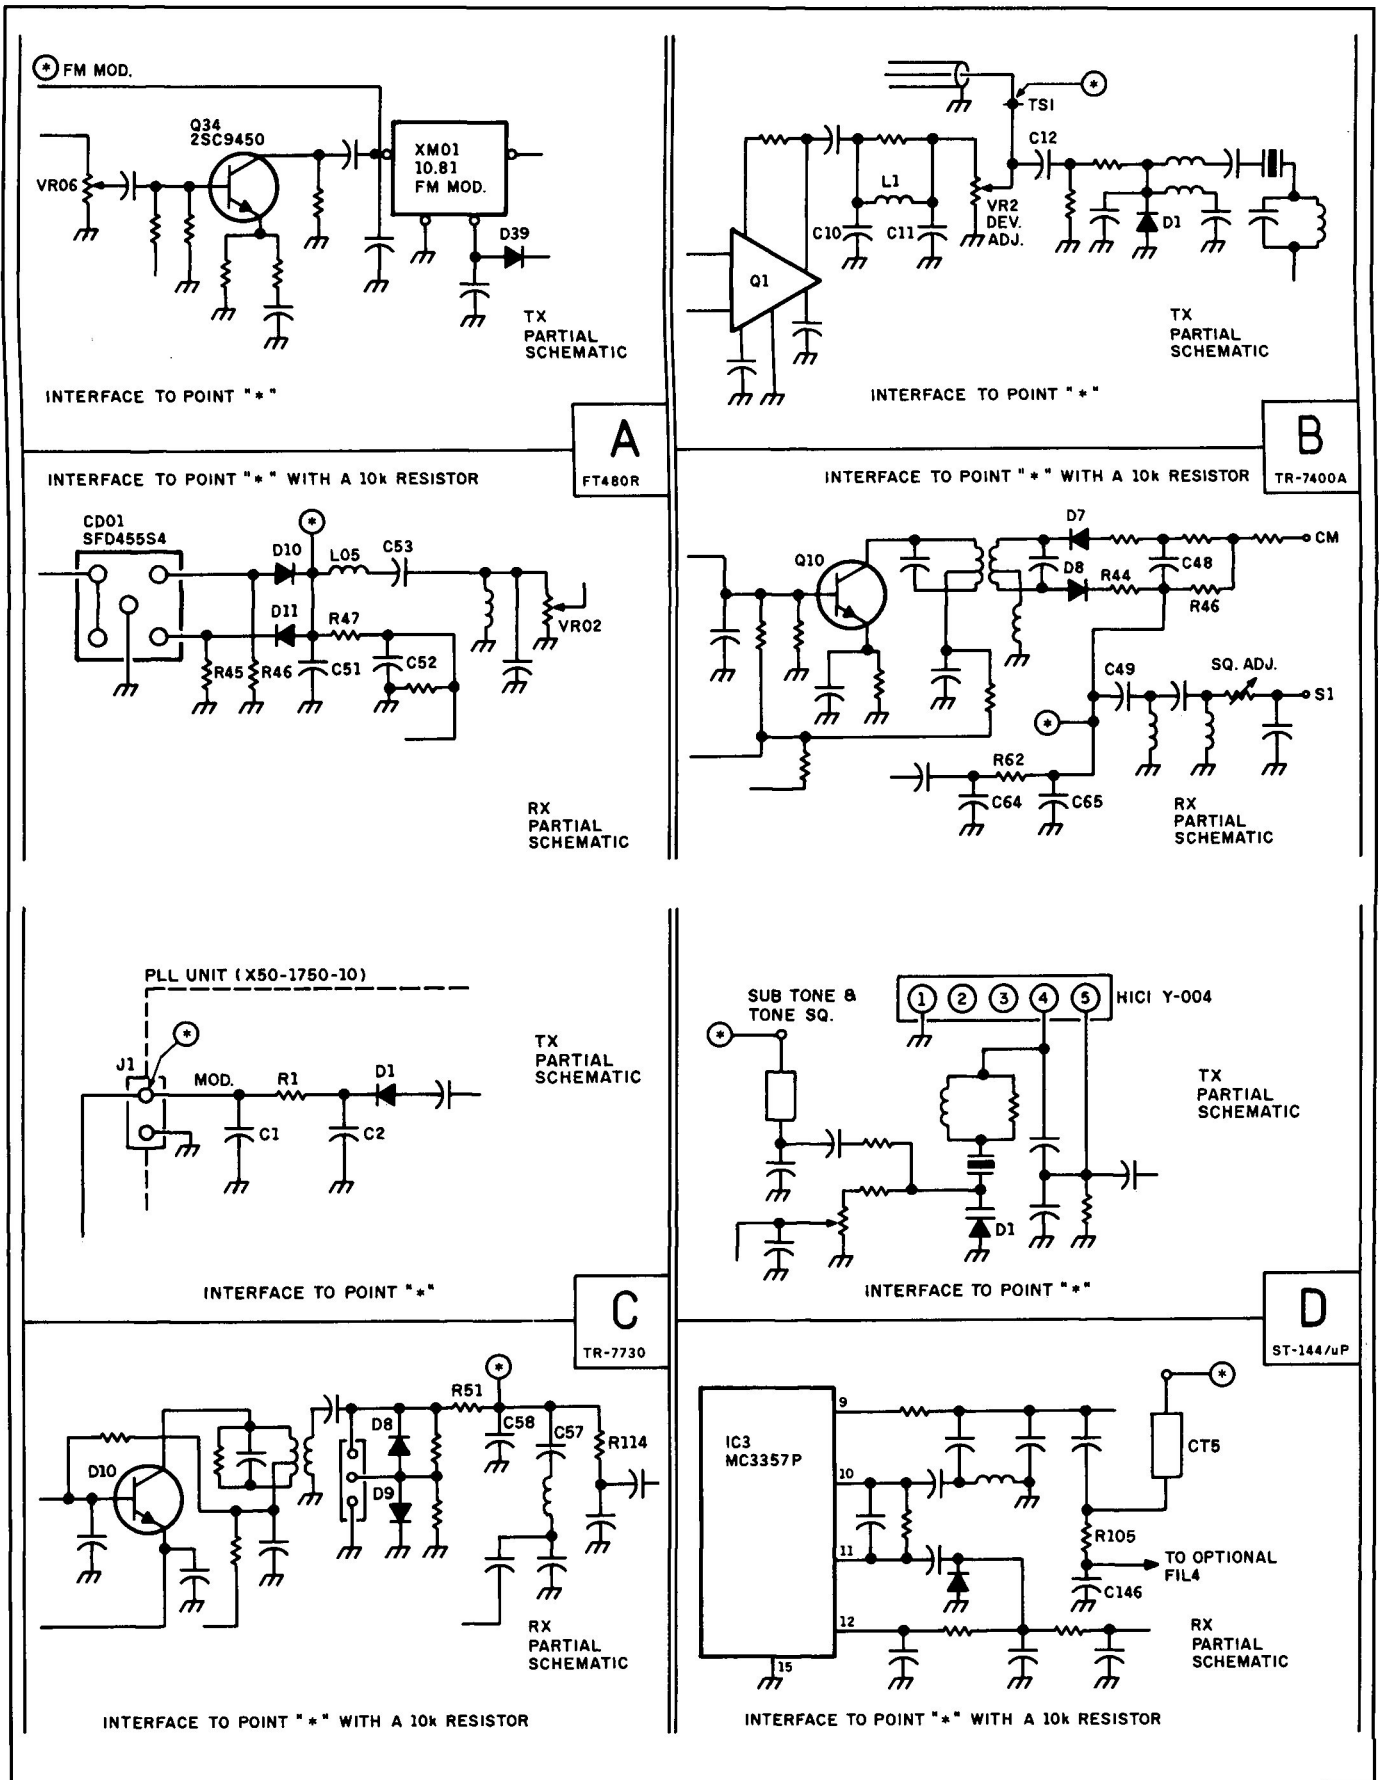 * FM MOD.
Q34
2SC9450
VR06
XM01
10.81
FM MOD.
D39
TX
PARTIAL
SCHEMATIC
INTERFACE TO POINT "*"
A
FT480R
INTERFACE TO POINT "*" WITH A 10k RESISTOR
CD01
SFD455S4
*
D10
L05
C53
D11
R47
VR02
R45
R46
C51
C52
RX
PARTIAL
SCHEMATIC
*
TS1
C12
L1
VR2
DEV.
ADJ.
C10
C11
D1
Q1
TX
PARTIAL
SCHEMATIC
INTERFACE TO POINT "*"
B
TR-7400A
INTERFACE TO POINT "*" WITH A 10k RESISTOR
D7
CM
Q10
C48
D8
R44
R46
C49
SQ. ADJ.
S1
*
R62
C64
C65
RX
PARTIAL
SCHEMATIC
PLL UNIT (X50-1750-10)
*
J1
MOD.
R1
D1
C1
C2
TX
PARTIAL
SCHEMATIC
INTERFACE TO POINT "*"
C
TR-7730
*
R51
D8
C58
C57
R114
D10
D9
RX
PARTIAL
SCHEMATIC
INTERFACE TO POINT "*" WITH A 10k RESISTOR
SUB TONE &
TONE SQ.
*
1 2 3 4 5
HICI Y-004
D1
TX
PARTIAL
SCHEMATIC
INTERFACE TO POINT "*"
D
ST-144/uP
*
9
IC3
MC3357P
CT5
10
R105
11
TO OPTIONAL
FIL4
C146
12
15
RX
PARTIAL
SCHEMATIC
INTERFACE TO POINT "*" WITH A 10k RESISTOR